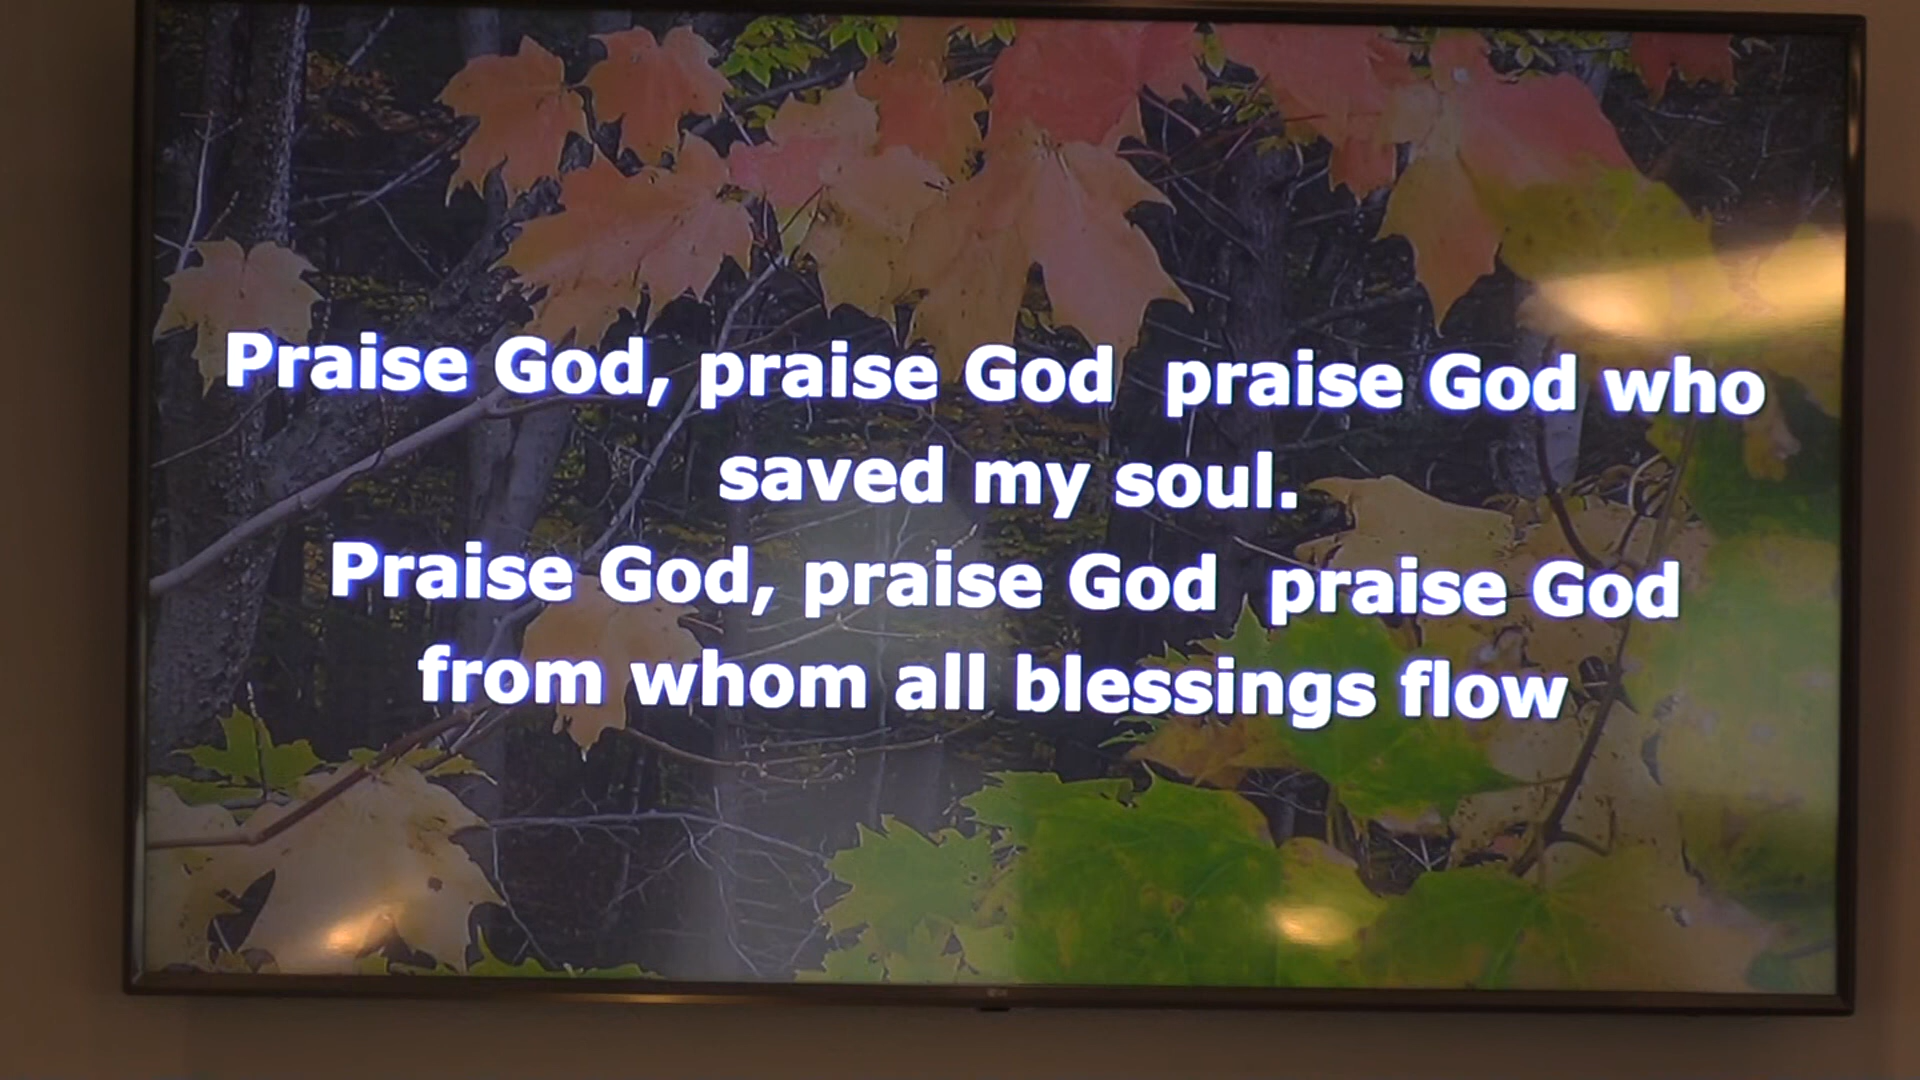 Praise God, praise God  praise God who
saved my soul.
Praise God, praise God  praise God
from whom all blessings flow